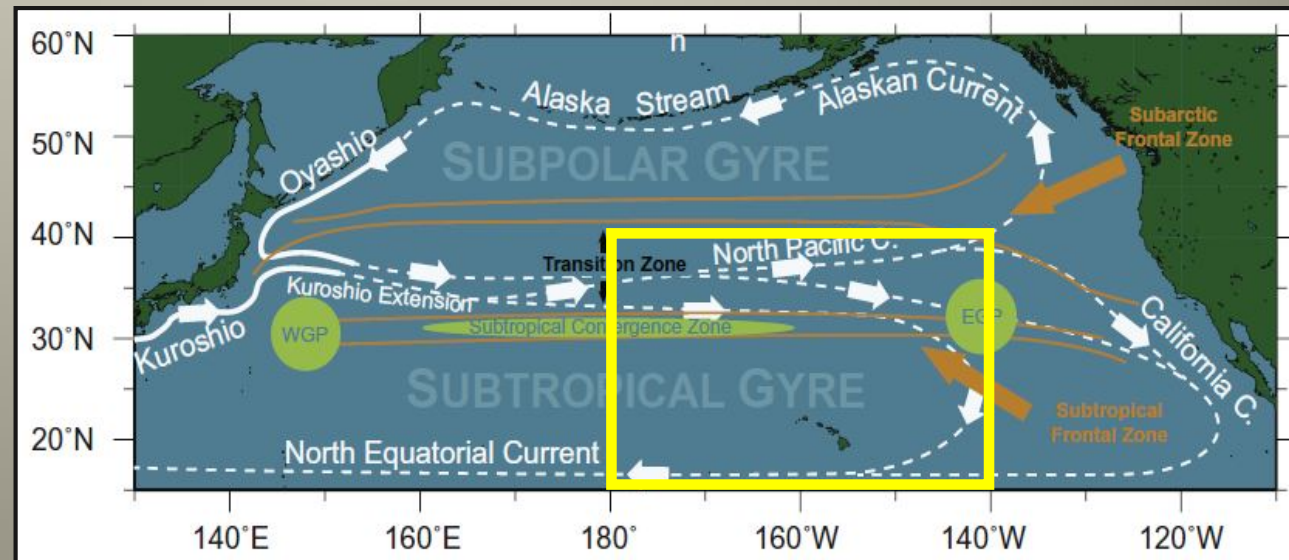 60˚N
50˚N
40˚N
30˚N
20˚N
n
Alaska Stream
Alaskan Current
Subarctic
Frontal Zone
Oyashio
SUBPOLAR GYRE
North Pacific C.
Transition Zone
Kuroshio Extension
Kuroshio
WGP
Subtropical Convergence Zone
EGP
California C.
SUBTROPICAL GYRE
Subtropical
Frontal Zone
North Equatorial Current
140˚E
160˚E
180˚
160˚W
140˚W
120˚W